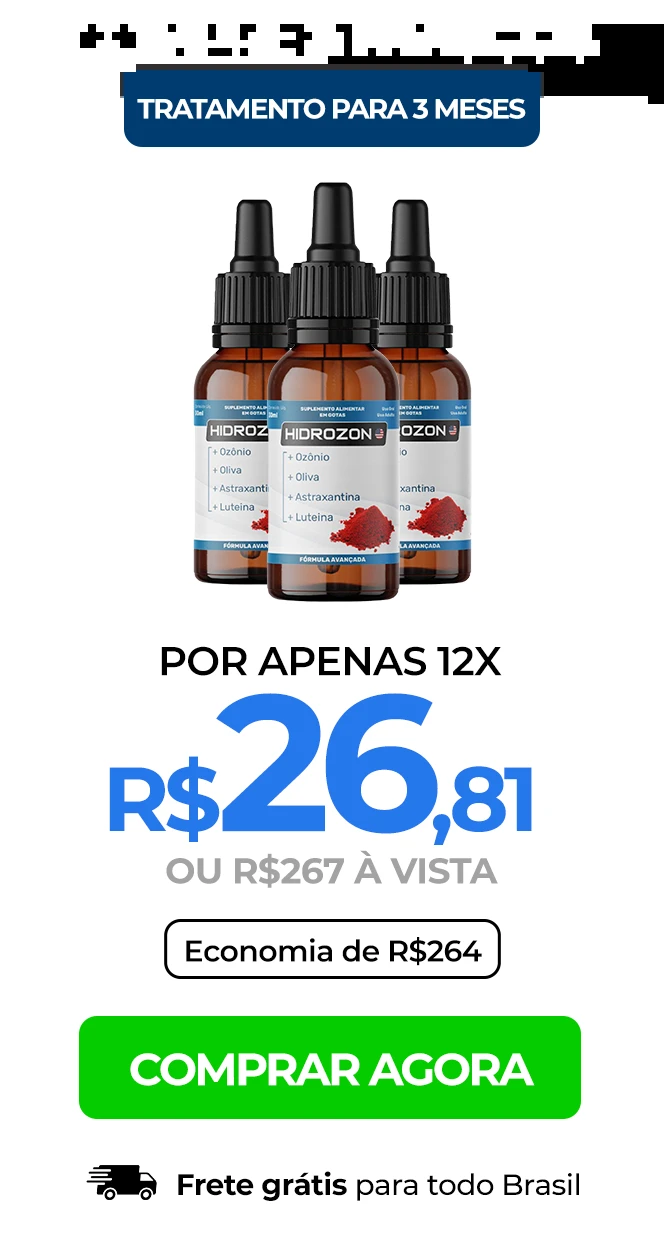 TRATAMENTO PARA 3 MESES
SUPLEMENTO ALIMENTAR
EM GOTAS
HIDROZON
+ Ozônio
+ Oliva
+ Astraxantina
+ Luteína
FÓRMULA AVANÇADA
POR APENAS 12X
R$26,81
OU R$267 À VISTA
Economia de R$264
COMPRAR AGORA
Frete grátis para todo Brasil